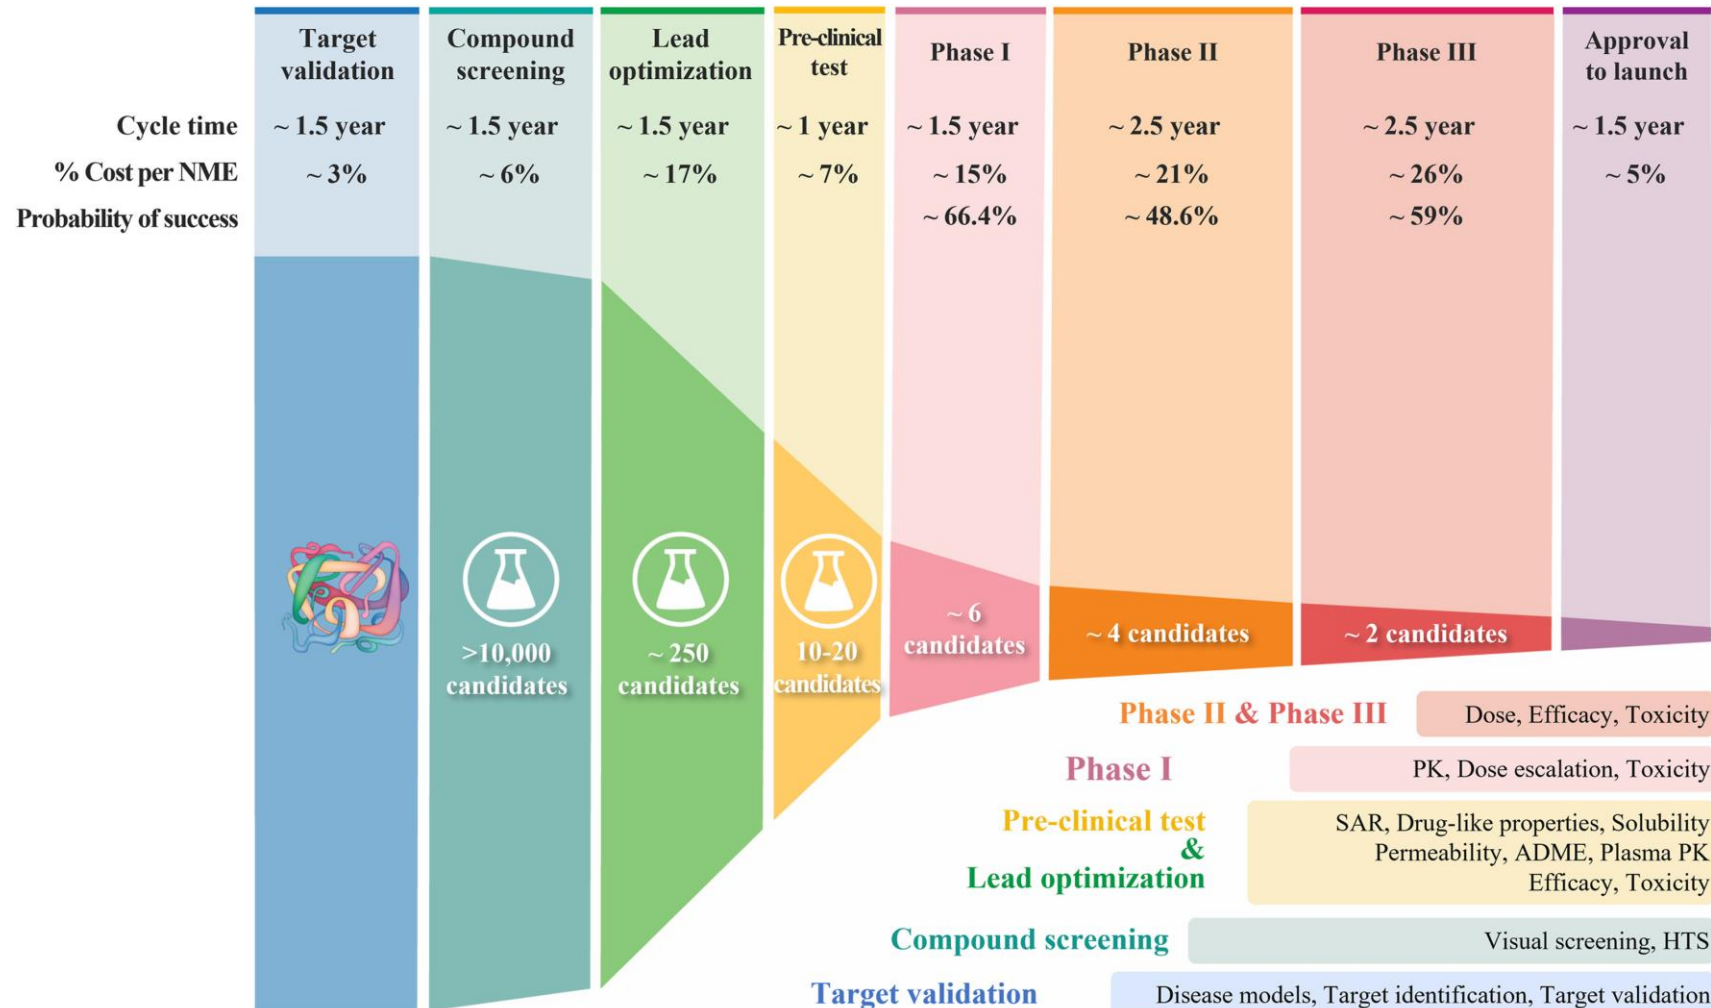 Target
validation
Compound
screening
Lead
optimization
Pre-clinical
test
Phase I
Phase II
Phase III
Approval
to launch
Cycle time ~ 1.5 year ~ 1.5 year ~ 1.5 year ~ 1 year ~ 1.5 year ~ 2.5 year ~ 2.5 year ~ 1.5 year
% Cost per NME ~ 3% ~ 6% ~ 17% ~ 7% ~ 15% ~ 21% ~ 26% ~ 5%
Probability of success ~ 66.4% ~ 48.6% ~ 59%
>10,000
candidates
~ 250
candidates
10-20
candidates
~ 6
candidates
~ 4 candidates
~ 2 candidates
Phase II & Phase III
Dose, Efficacy, Toxicity
Phase I
PK, Dose escalation, Toxicity
Pre-clinical test
&
Lead optimization
SAR, Drug-like properties, Solubility
Permeability, ADME, Plasma PK
Efficacy, Toxicity
Compound screening
Visual screening, HTS
Target validation
Disease models, Target identification, Target validation